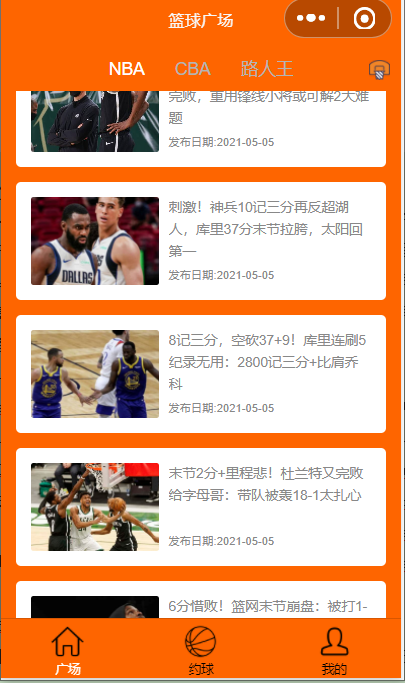 篮球广场
NBA CBA 路人王
完败，重用锋线小将或可解2大难
题
发布日期:2021-05-05
刺激！神兵10记三分再反超湖
人，库里37分末节拉胯，太阳回
第一
发布日期:2021-05-05
8记三分，空砍37+9！库里连刷5
纪录无用：2800记三分+比肩乔
科
发布日期:2021-05-05
末节2分+里程悲！杜兰特又完败
给字母哥：带队被轰18-1太扎心
发布日期:2021-05-05
6分惜败！篮网末节崩盘：被打1-
广场 约球 我的